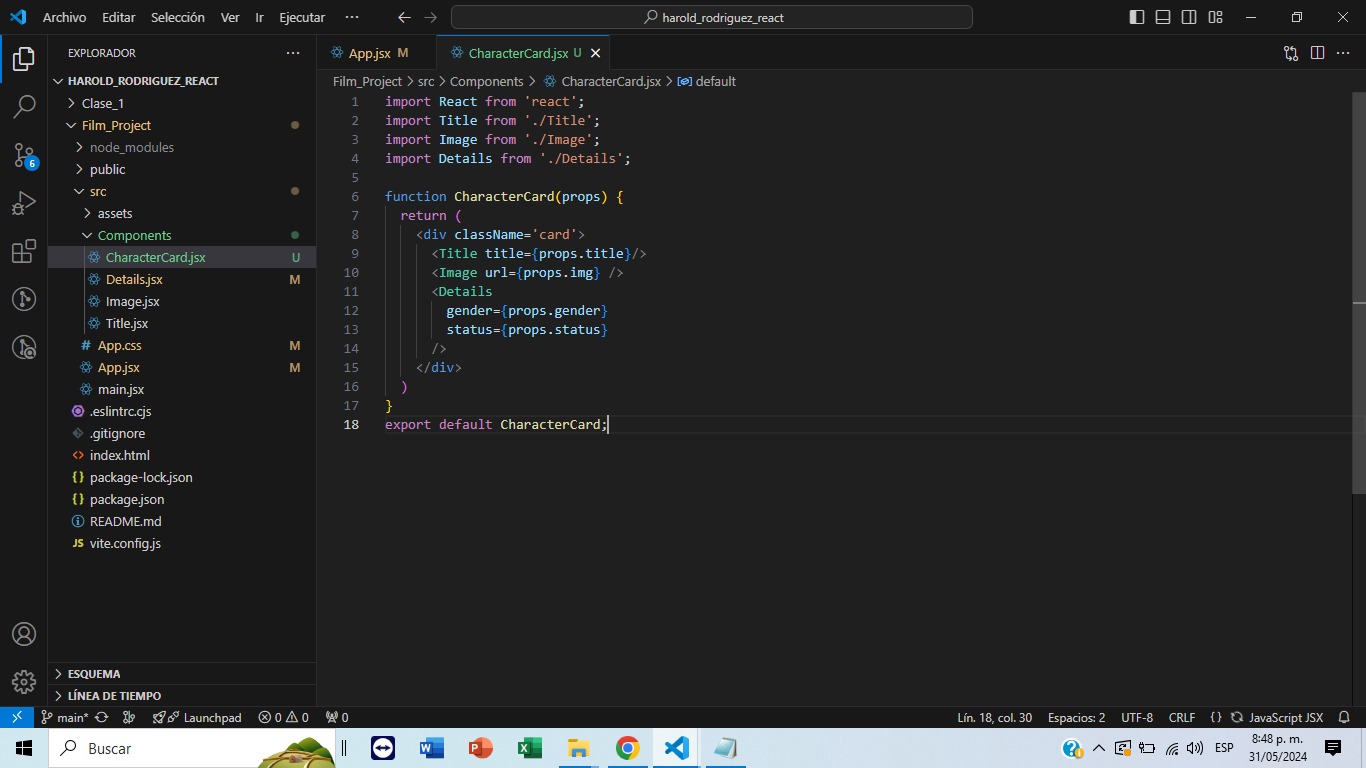 Archivo Editar Selección Ver Ir Ejecutar ··· harold_rodriguez_react
EXPLORADOR ···
HAROLD_RODRIGUEZ_REACT
Clase_1
Film_Project
node_modules
public
src
assets
Components
CharacterCard.jsx U
Details.jsx M
Image.jsx
Title.jsx
# App.css M
App.jsx M
main.jsx
.eslintrc.cjs
.gitignore
<> index.html
{} package-lock.json
{} package.json
README.md
JS vite.config.js
ESQUEMA
LÍNEA DE TIEMPO
6
App.jsx M CharacterCard.jsx U
Film_Project > src > Components > CharacterCard.jsx > default
1 import React from 'react';
2 import Title from './Title';
3 import Image from './Image';
4 import Details from './Details';
5
6 function CharacterCard(props) {
7 return (
8 <div className='card'>
9 <Title title={props.title}/>
10 <Image url={props.img} />
11 <Details
12 gender={props.gender}
13 status={props.status}
14 />
15 </div>
16 )
17 }
18 export default CharacterCard;
main* Launchpad 0 0 0 Lín. 18, col. 30 Espacios: 2 UTF-8 CRLF {} JavaScript JSX
Buscar ESP 8:48 p. m.
31/05/2024